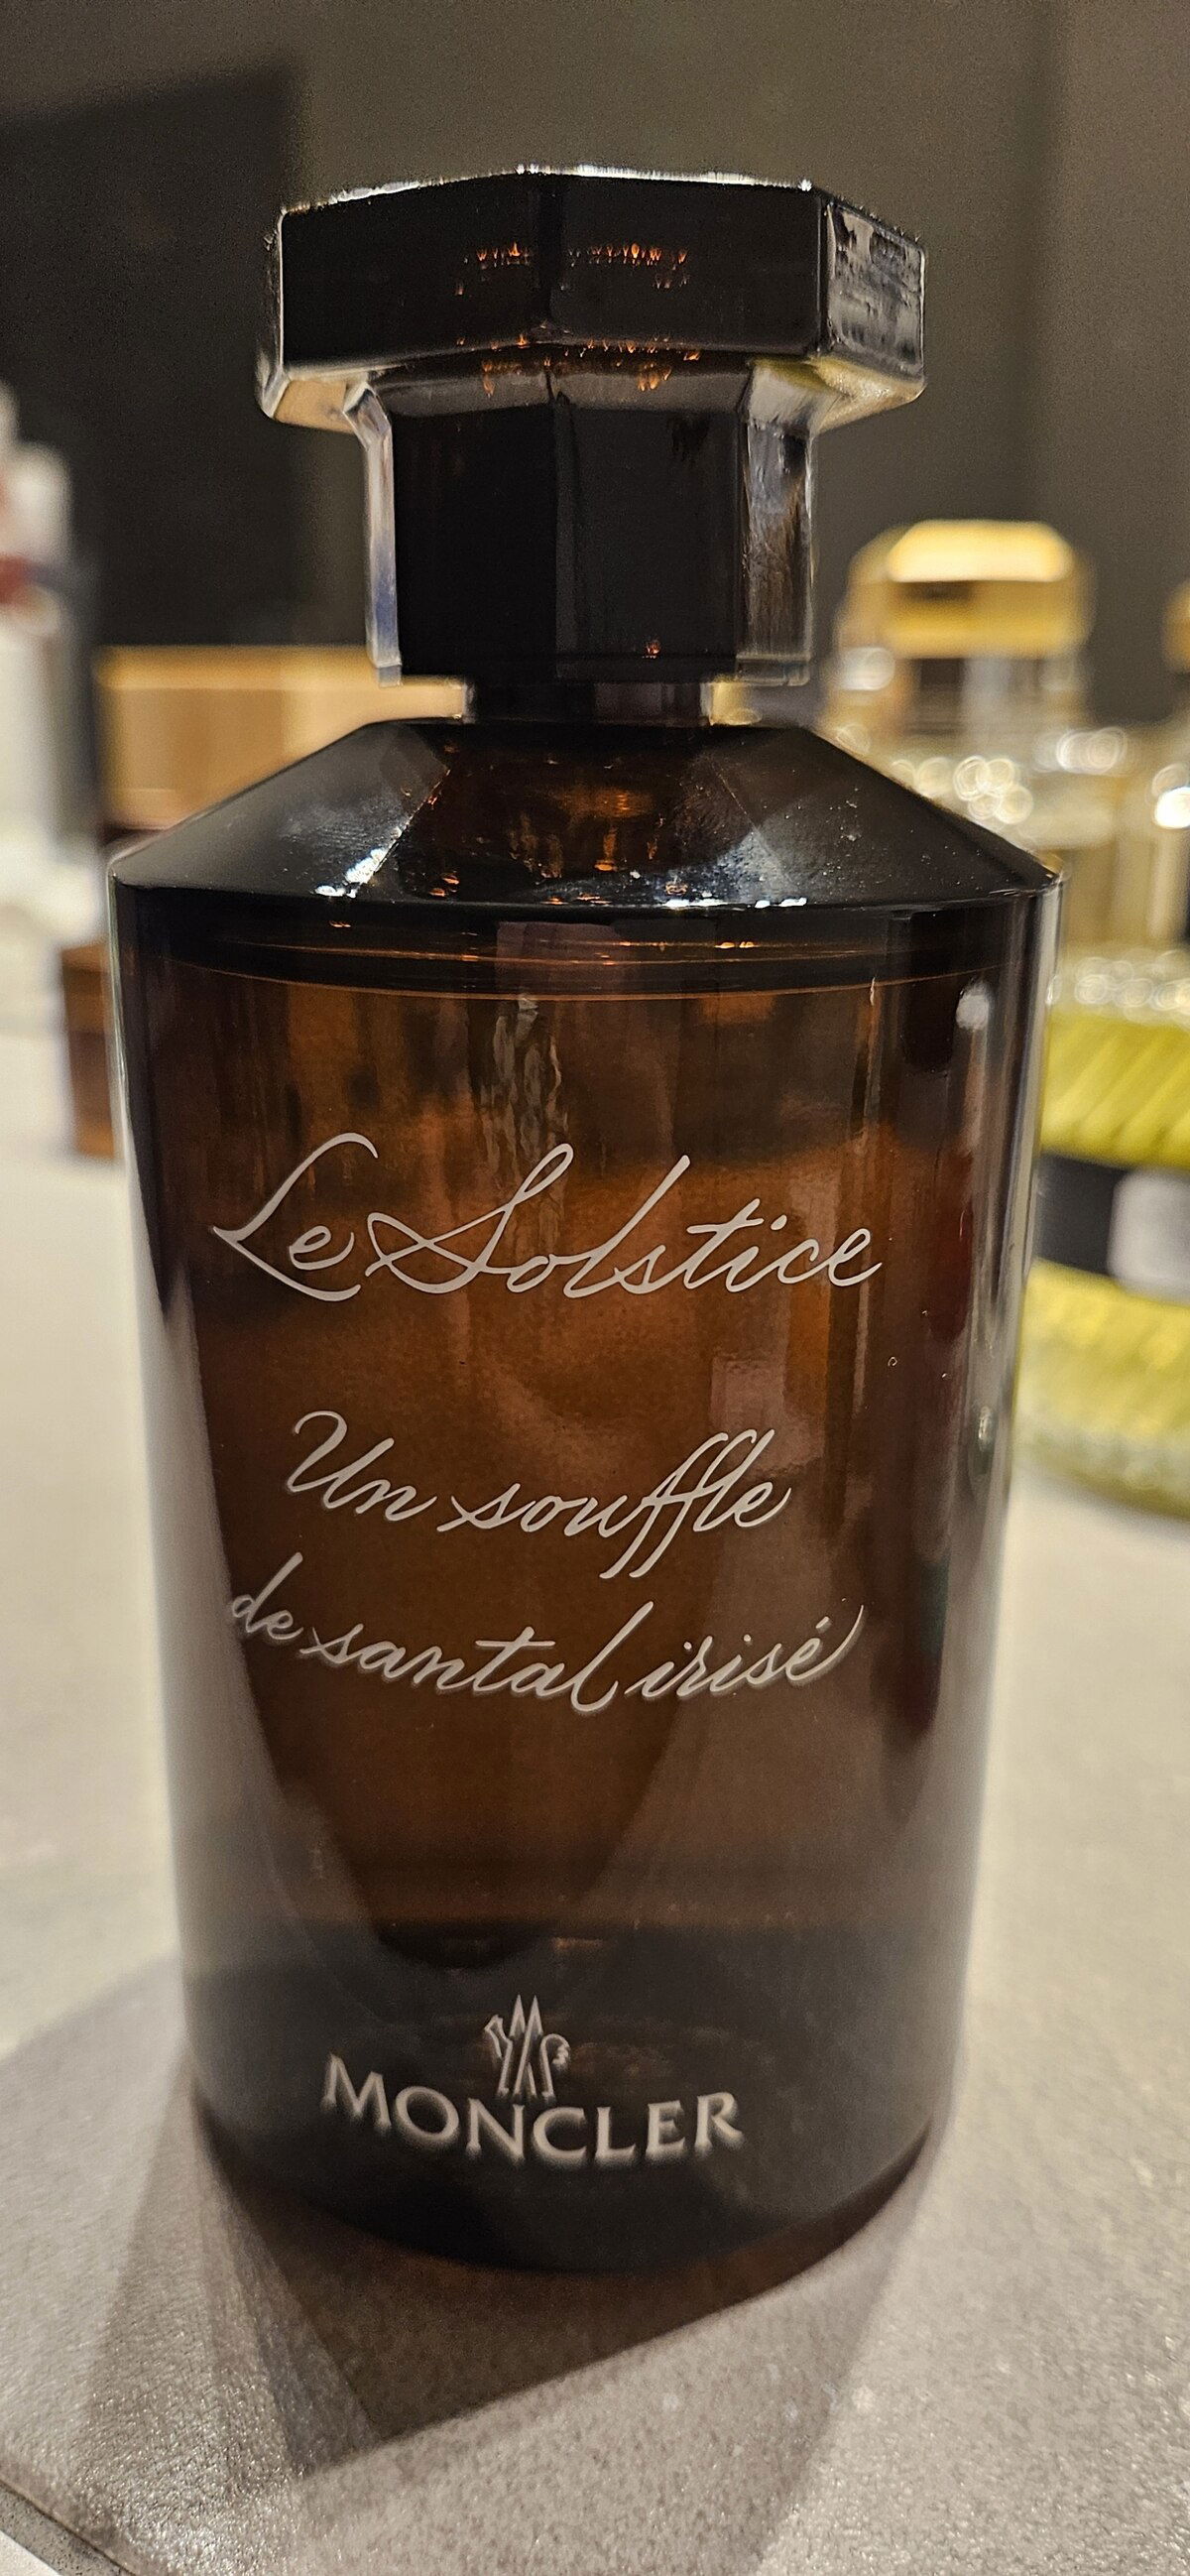 Le Solstice
Un souffle
de santal irisé
MONCLER